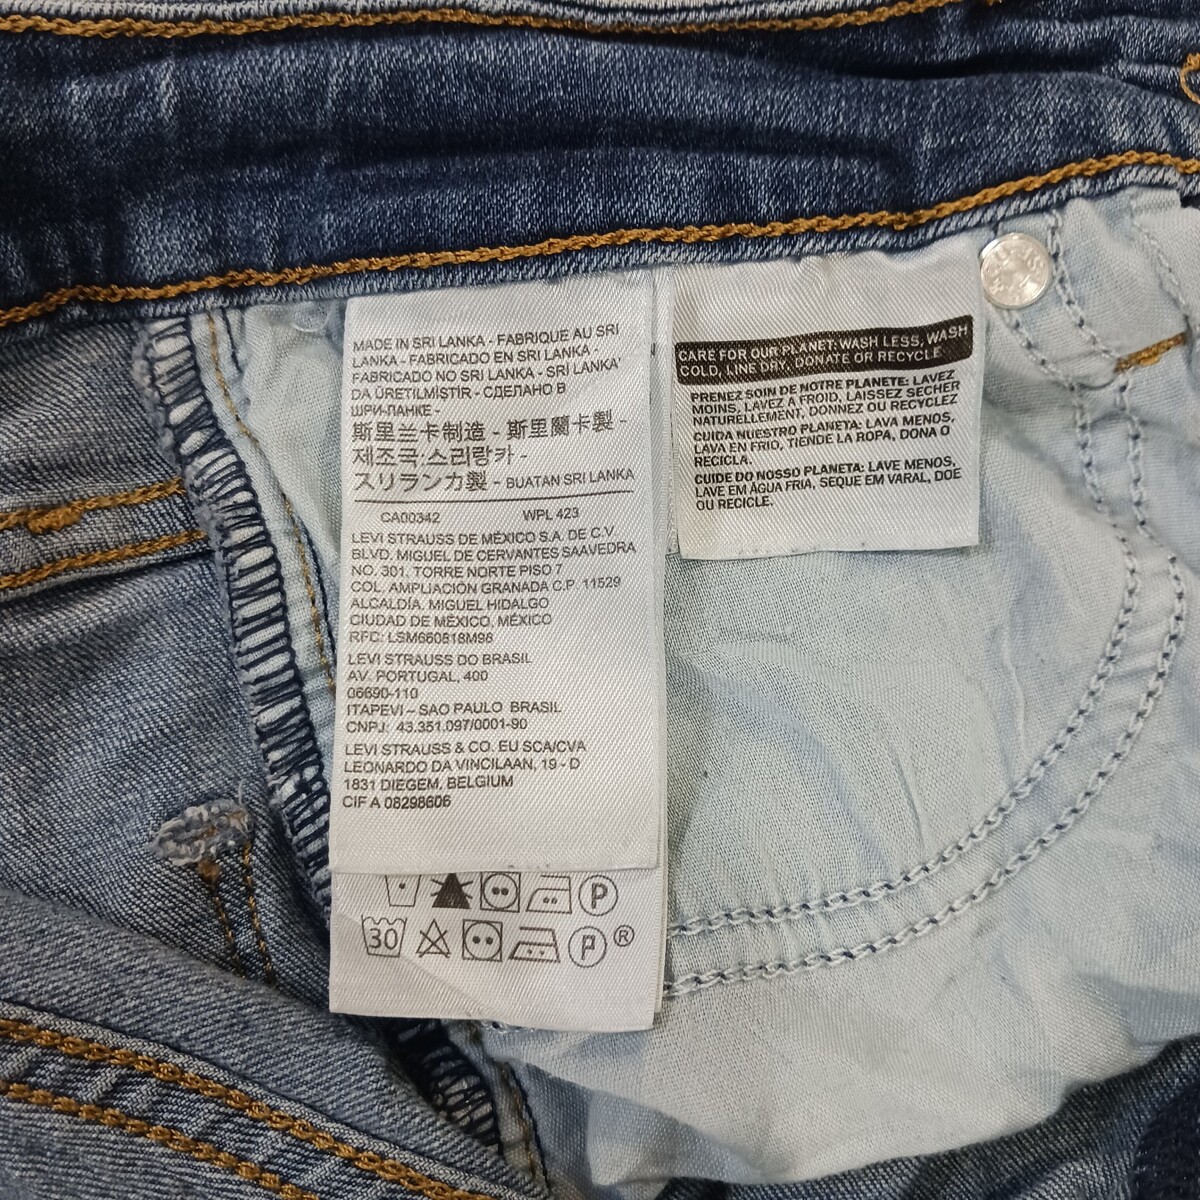 MADE IN SRI LANKA - FABRIQUE AU SRI
LANKA - FABRICADO EN SRI LANKA
FABRICADO NO SRI LANKA - SRI LANKA'
DA ÜRETILMIŞTIR - СДЕЛАНО В
ШРИ-ЛАНКЕ -
斯里兰卡制造 - 斯里蘭卡製 -
제조국:스리랑카 -
スリランカ製 - BUATAN SRI LANKA
CA00342 WPL 423
LEVI STRAUSS DE MÉXICO S.A. DE C.V.
BLVD. MIGUEL DE CERVANTES SAAVEDRA
NO. 301, TORRE NORTE PISO 7
COL. AMPLIACIÓN GRANADA C.P. 11529
ALCALDÍA. MIGUEL HIDALGO
CIUDAD DE MÉXICO, MÉXICO
RFC: LSM660818M98
LEVI STRAUSS DO BRASIL
AV. PORTUGAL, 400
06690-110
ITAPEVI – SAO PAULO BRASIL
CNPJ: 43.351.097/0001-90
LEVI STRAUSS & CO. EU SCA/CVA
LEONARDO DA VINCILAAN, 19 - D
1831 DIEGEM, BELGIUM
CIF A 08298606
P
30 P ®
CARE FOR OUR PLANET: WASH LESS, WASH
COLD, LINE DRY, DONATE OR RECYCLE
PRENEZ SOIN DE NOTRE PLANETE: LAVEZ
MOINS, LAVEZ A FROID, LAISSEZ SECHER
NATURELLEMENT, DONNEZ OU RECYCLEZ
CUIDA NUESTRO PLANETA: LAVA MENOS,
LAVA EN FRIO, TIENDE LA ROPA, DONA O
RECICLA.
CUIDE DO NOSSO PLANETA: LAVE MENOS,
LAVE EM ÁGUA FRIA, SEQUE EM VARAL, DOE
OU RECICLE.